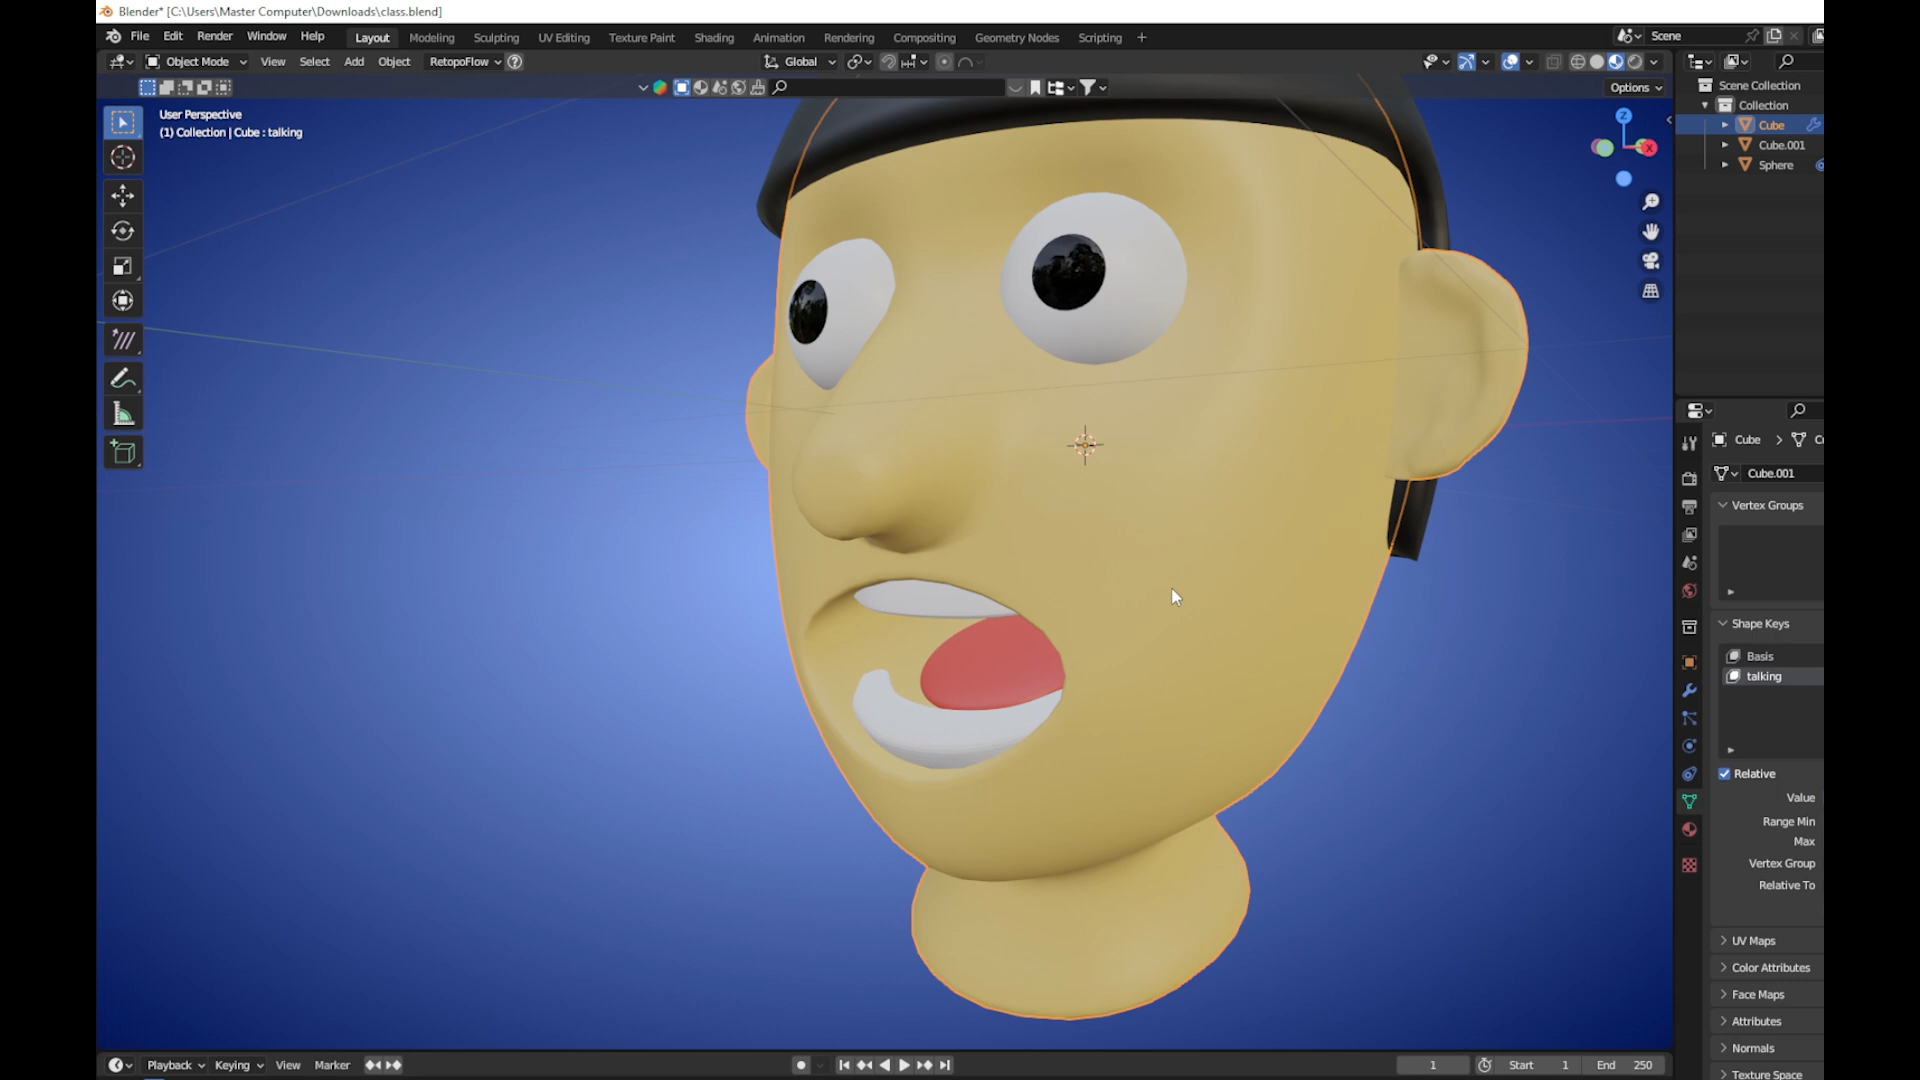 Blender* [C:\Users\Master Computer\Downloads\class.blend]
File Edit Render Window Help Layout Modeling Sculpting UV Editing Texture Paint Shading Animation Rendering Compositing Geometry Nodes Scripting + Scene
Object Mode View Select Add Object RetopoFlow Global
Options
User Perspective
(1) Collection | Cube : talking
Z
X
Scene Collection
Collection
Cube
Cube.001
Sphere
Cube
Cube.001
Vertex Groups
Shape Keys
Basis
talking
Relative
Value
Range Min
Max
Vertex Group
Relative To
UV Maps
Color Attributes
Face Maps
Attributes
Normals
Texture Space
Playback Keying View Marker 1 Start 1 End 250